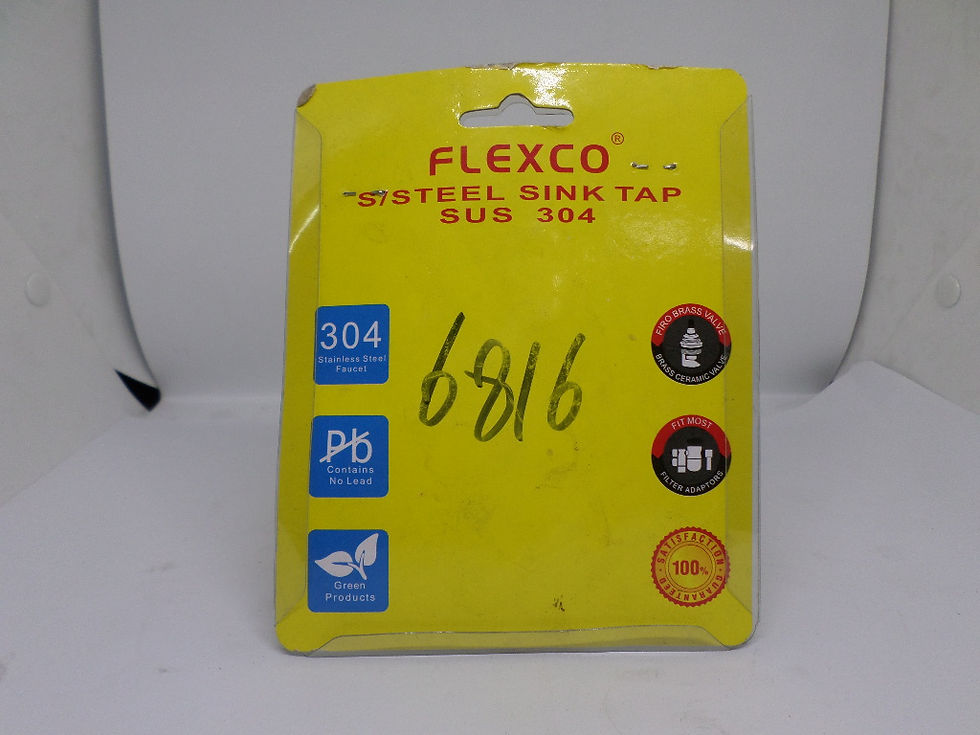 FLEXCO®
S/STEEL SINK TAP
SUS 304
304
Stainless Steel
Faucet
Pb
Contains
No Lead
Green
Products
6816
FIRO BRASS VALVE
BRASS CERAMIC VALVE
FIT MOST
FILTER ADAPTORS
SATISFACTION
100%
GUARANTEED